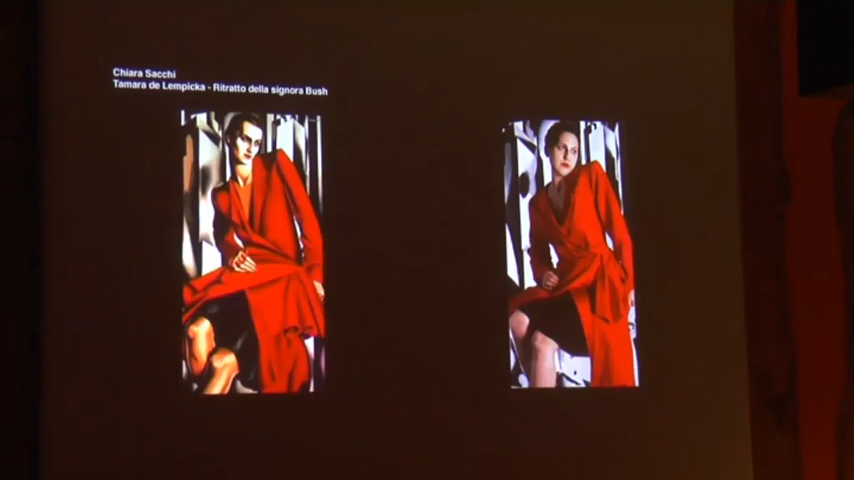 Chiara Sacchi
Tamara de Lempicka - Ritratto della signora Bush